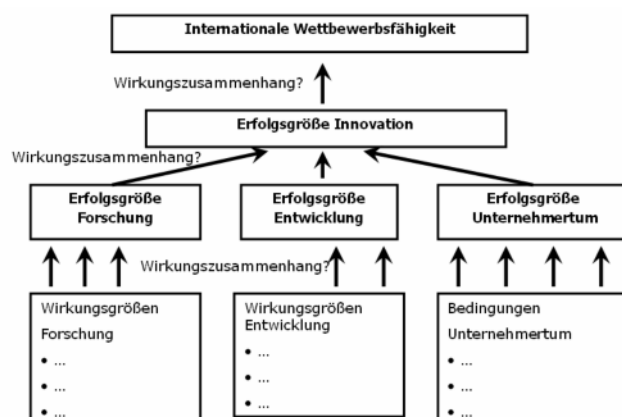 Internationale Wettbewerbsfähigkeit
Wirkungszusammenhang?
Erfolgsgröße Innovation
Wirkungszusammenhang?
Erfolgsgröße
Forschung
Erfolgsgröße
Entwicklung
Erfolgsgröße
Unternehmertum
Wirkungszusammenhang?
Wirkungsgrößen
Forschung
• ...
• ...
• ...
Wirkungsgrößen
Entwicklung
• ...
• ...
• ...
Bedingungen
Unternehmertum
• ...
• ...
• ...